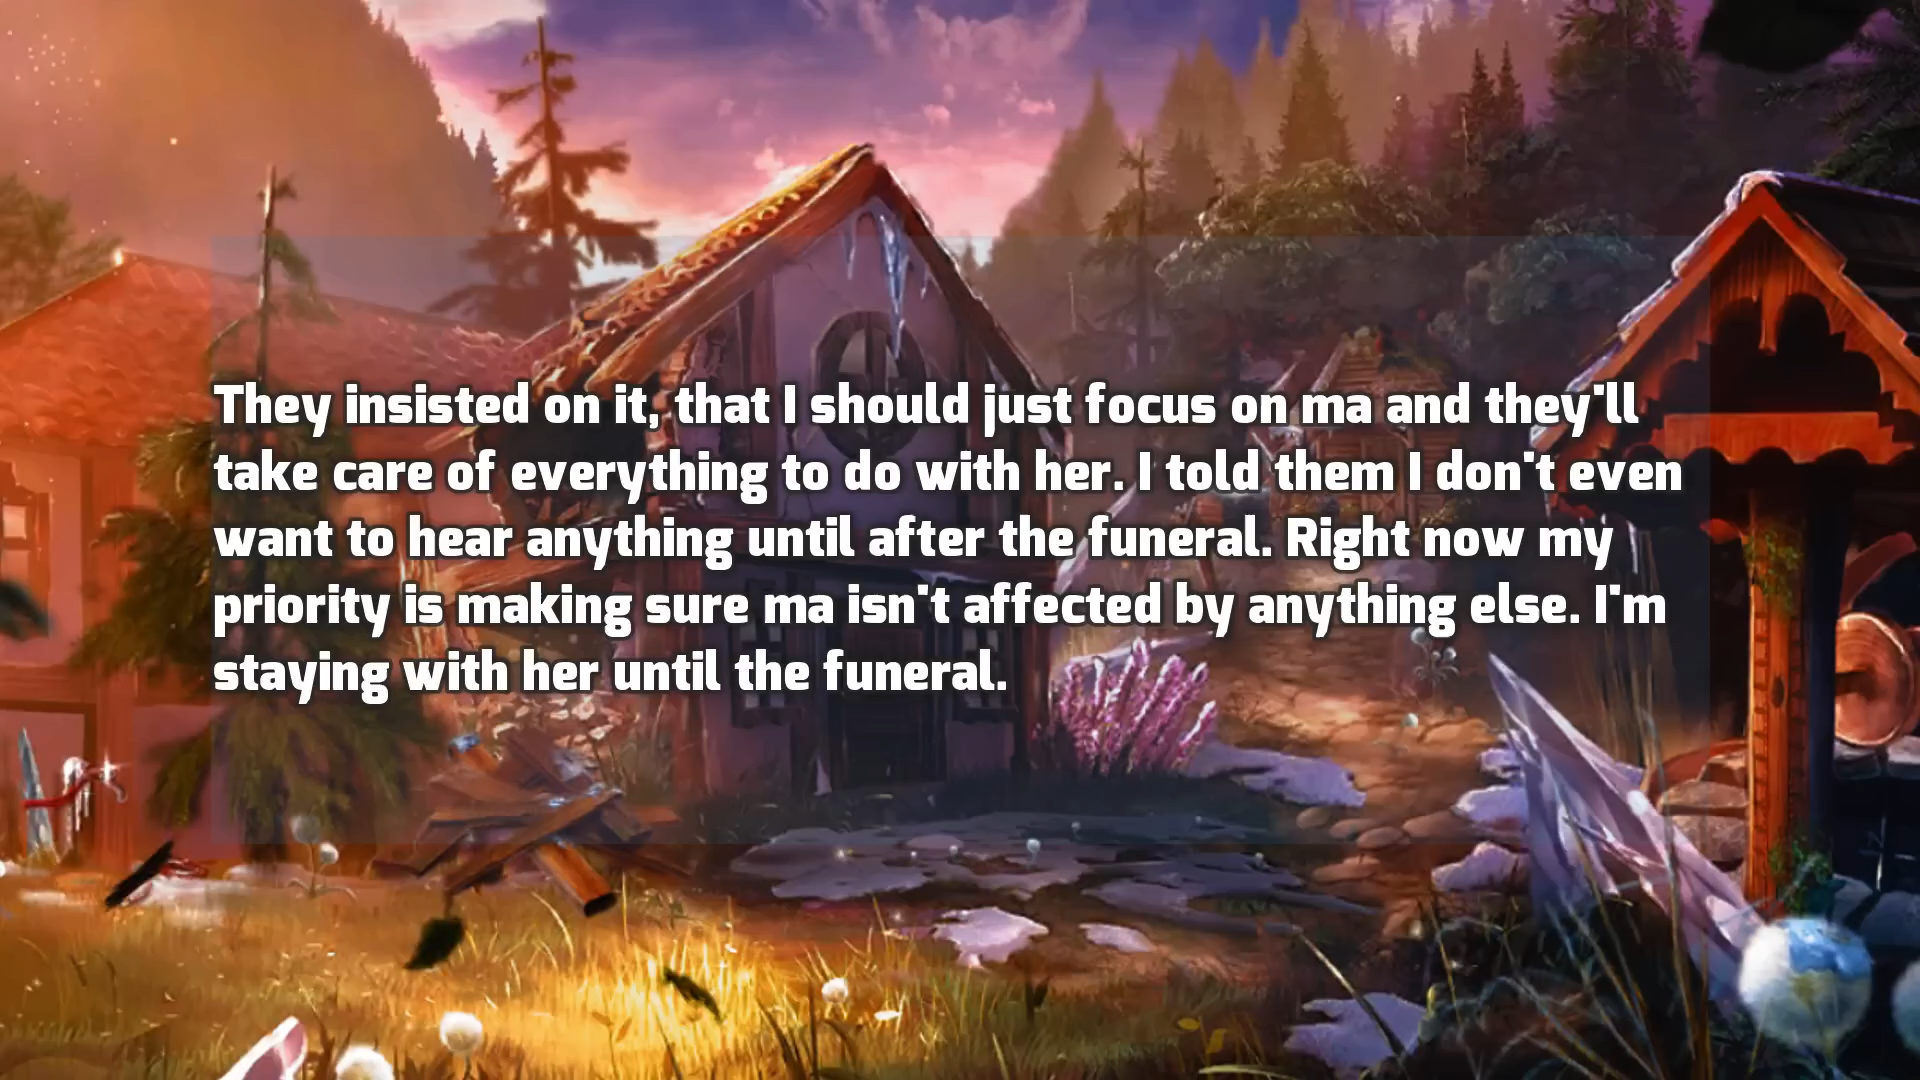 They insisted on it, that I should just focus on ma and they'll
take care of everything to do with her. I told them I don't even
want to hear anything until after the funeral. Right now my
priority is making sure ma isn't affected by anything else. I'm
staying with her until the funeral.